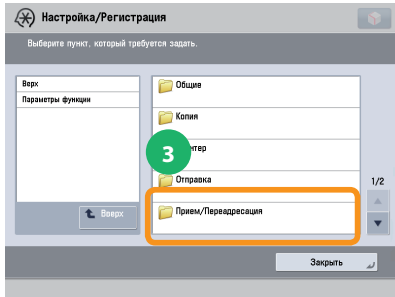 Настройка/Регистрация
Выберите пункт, который требуется задать.
Верх
Параметры функции
Общие
Копия
3
Отправка
Прием/Переадресация
1/2
Вверх
Закрыть